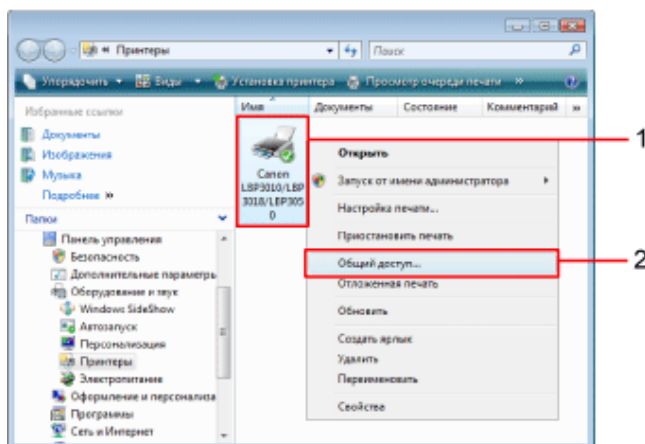 Принтеры
Поиск
Упорядочить
Виды
Установка принтера
Просмотр очереди печати
»
Избранные ссылки
Документы
Изображения
Музыка
Подробнее »
Папки
Панель управления
Безопасность
Дополнительные параметры
Оборудование и звук
Windows SideShow
Автозапуск
Персонализация
Принтеры
Электропитание
Оформление и персонализа
Программы
Сеть и Интернет
Имя
Документы
Состояние
Комментарий
»
Canon
LBP3010/LBP
3018/LBP305
0
1
Открыть
Запуск от имени администратора
Настройка печати...
Приостановить печать
Общий доступ...
2
Отложенная печать
Обновить
Создать ярлык
Удалить
Переименовать
Свойства